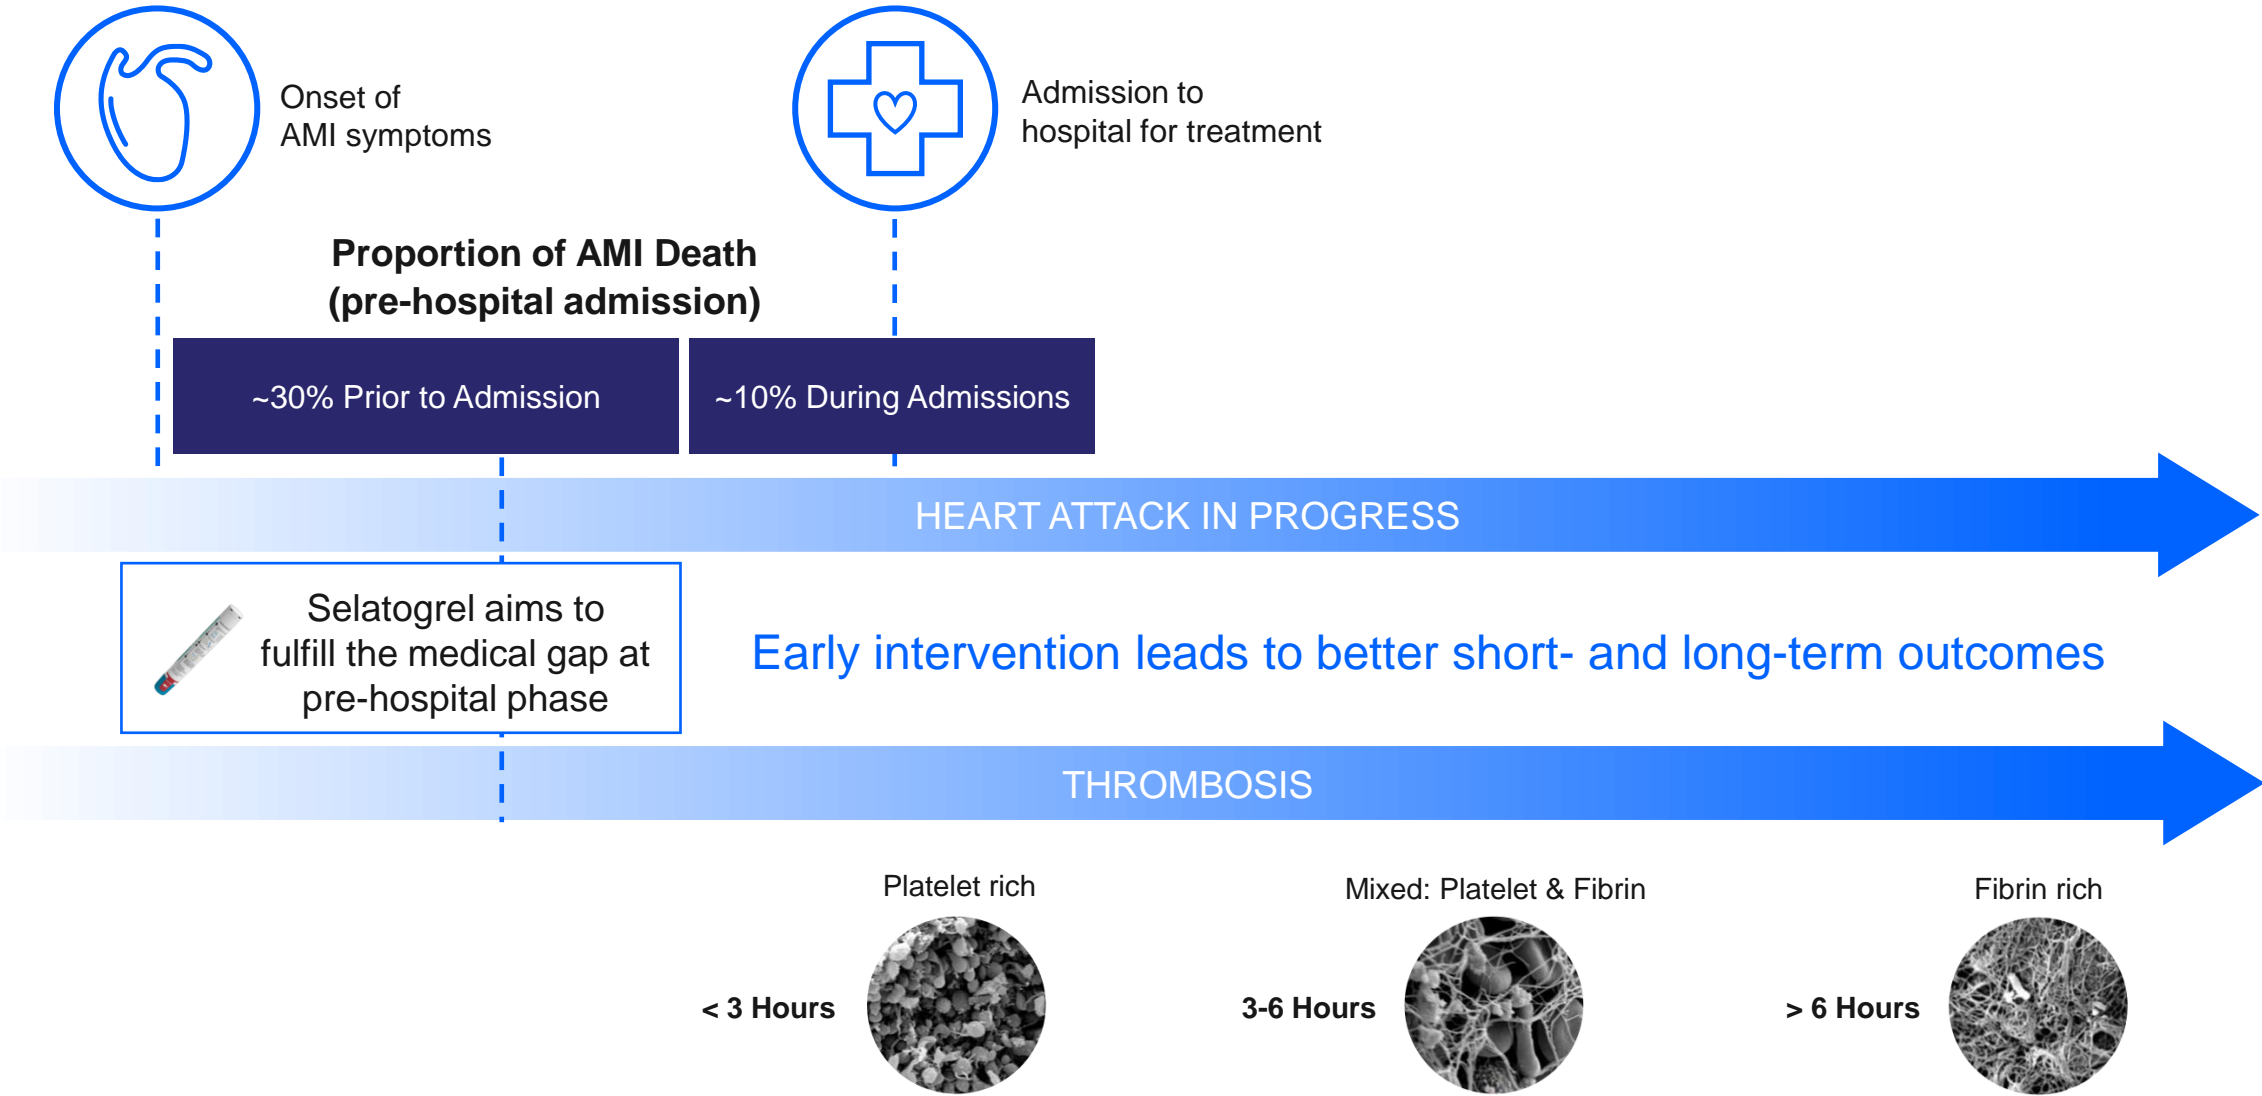 Onset of
AMI symptoms
Admission to
hospital for treatment
Proportion of AMI Death
(pre-hospital admission)
~30% Prior to Admission
~10% During Admissions
HEART ATTACK IN PROGRESS
Selatogrel aims to
fulfill the medical gap at
pre-hospital phase
Early intervention leads to better short- and long-term outcomes
THROMBOSIS
Platelet rich
Mixed: Platelet & Fibrin
Fibrin rich
< 3 Hours
3-6 Hours
> 6 Hours